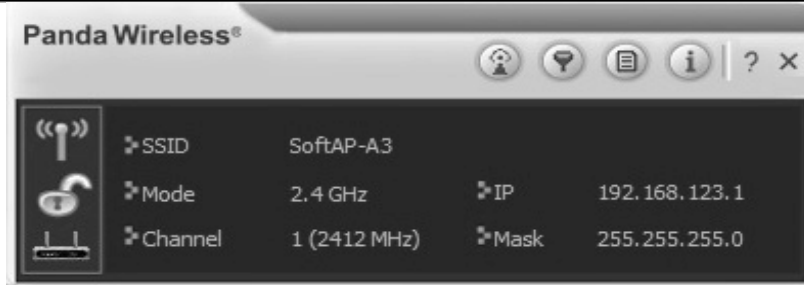 Panda Wireless®
? ×
SSID SoftAP-A3
Mode 2.4 GHz IP 192.168.123.1
Channel 1 (2412 MHz) Mask 255.255.255.0